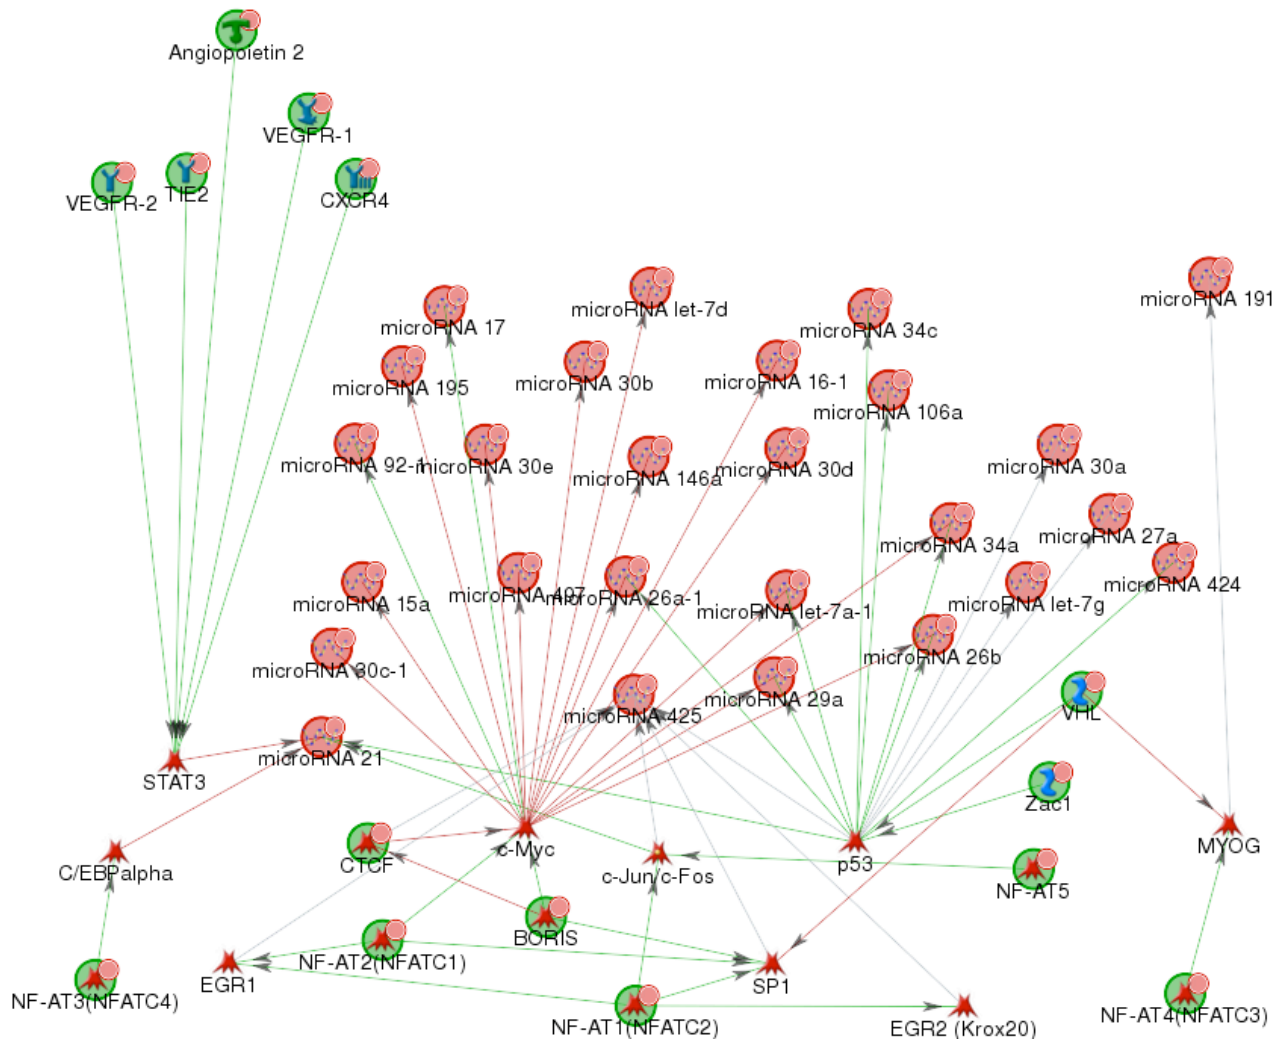 Angiopoietin 2
VEGFR-1
VEGFR-2
TIE2
CXCR4
microRNA 191
microRNA let-7d
microRNA 17
microRNA 34c
microRNA 195
microRNA 30b
microRNA 16-1
microRNA 106a
microRNA 92-1
microRNA 30e
microRNA 146a
microRNA 30d
microRNA 30a
microRNA 27a
microRNA 34a
microRNA 424
microRNA 15a
microRNA 497
microRNA 26a-1
microRNA let-7a-1
microRNA let-7g
microRNA 30c-1
microRNA 26b
microRNA 29a
microRNA 425
VHL
microRNA 21
STAT3
Zac1
C/EBPalpha
CTCF
c-Myc
c-Jun/c-Fos
p53
MYOG
NF-AT5
BORIS
NF-AT2(NFATC1)
NF-AT3(NFATC4)
EGR1
SP1
NF-AT1(NFATC2)
EGR2 (Krox20)
NF-AT4(NFATC3)